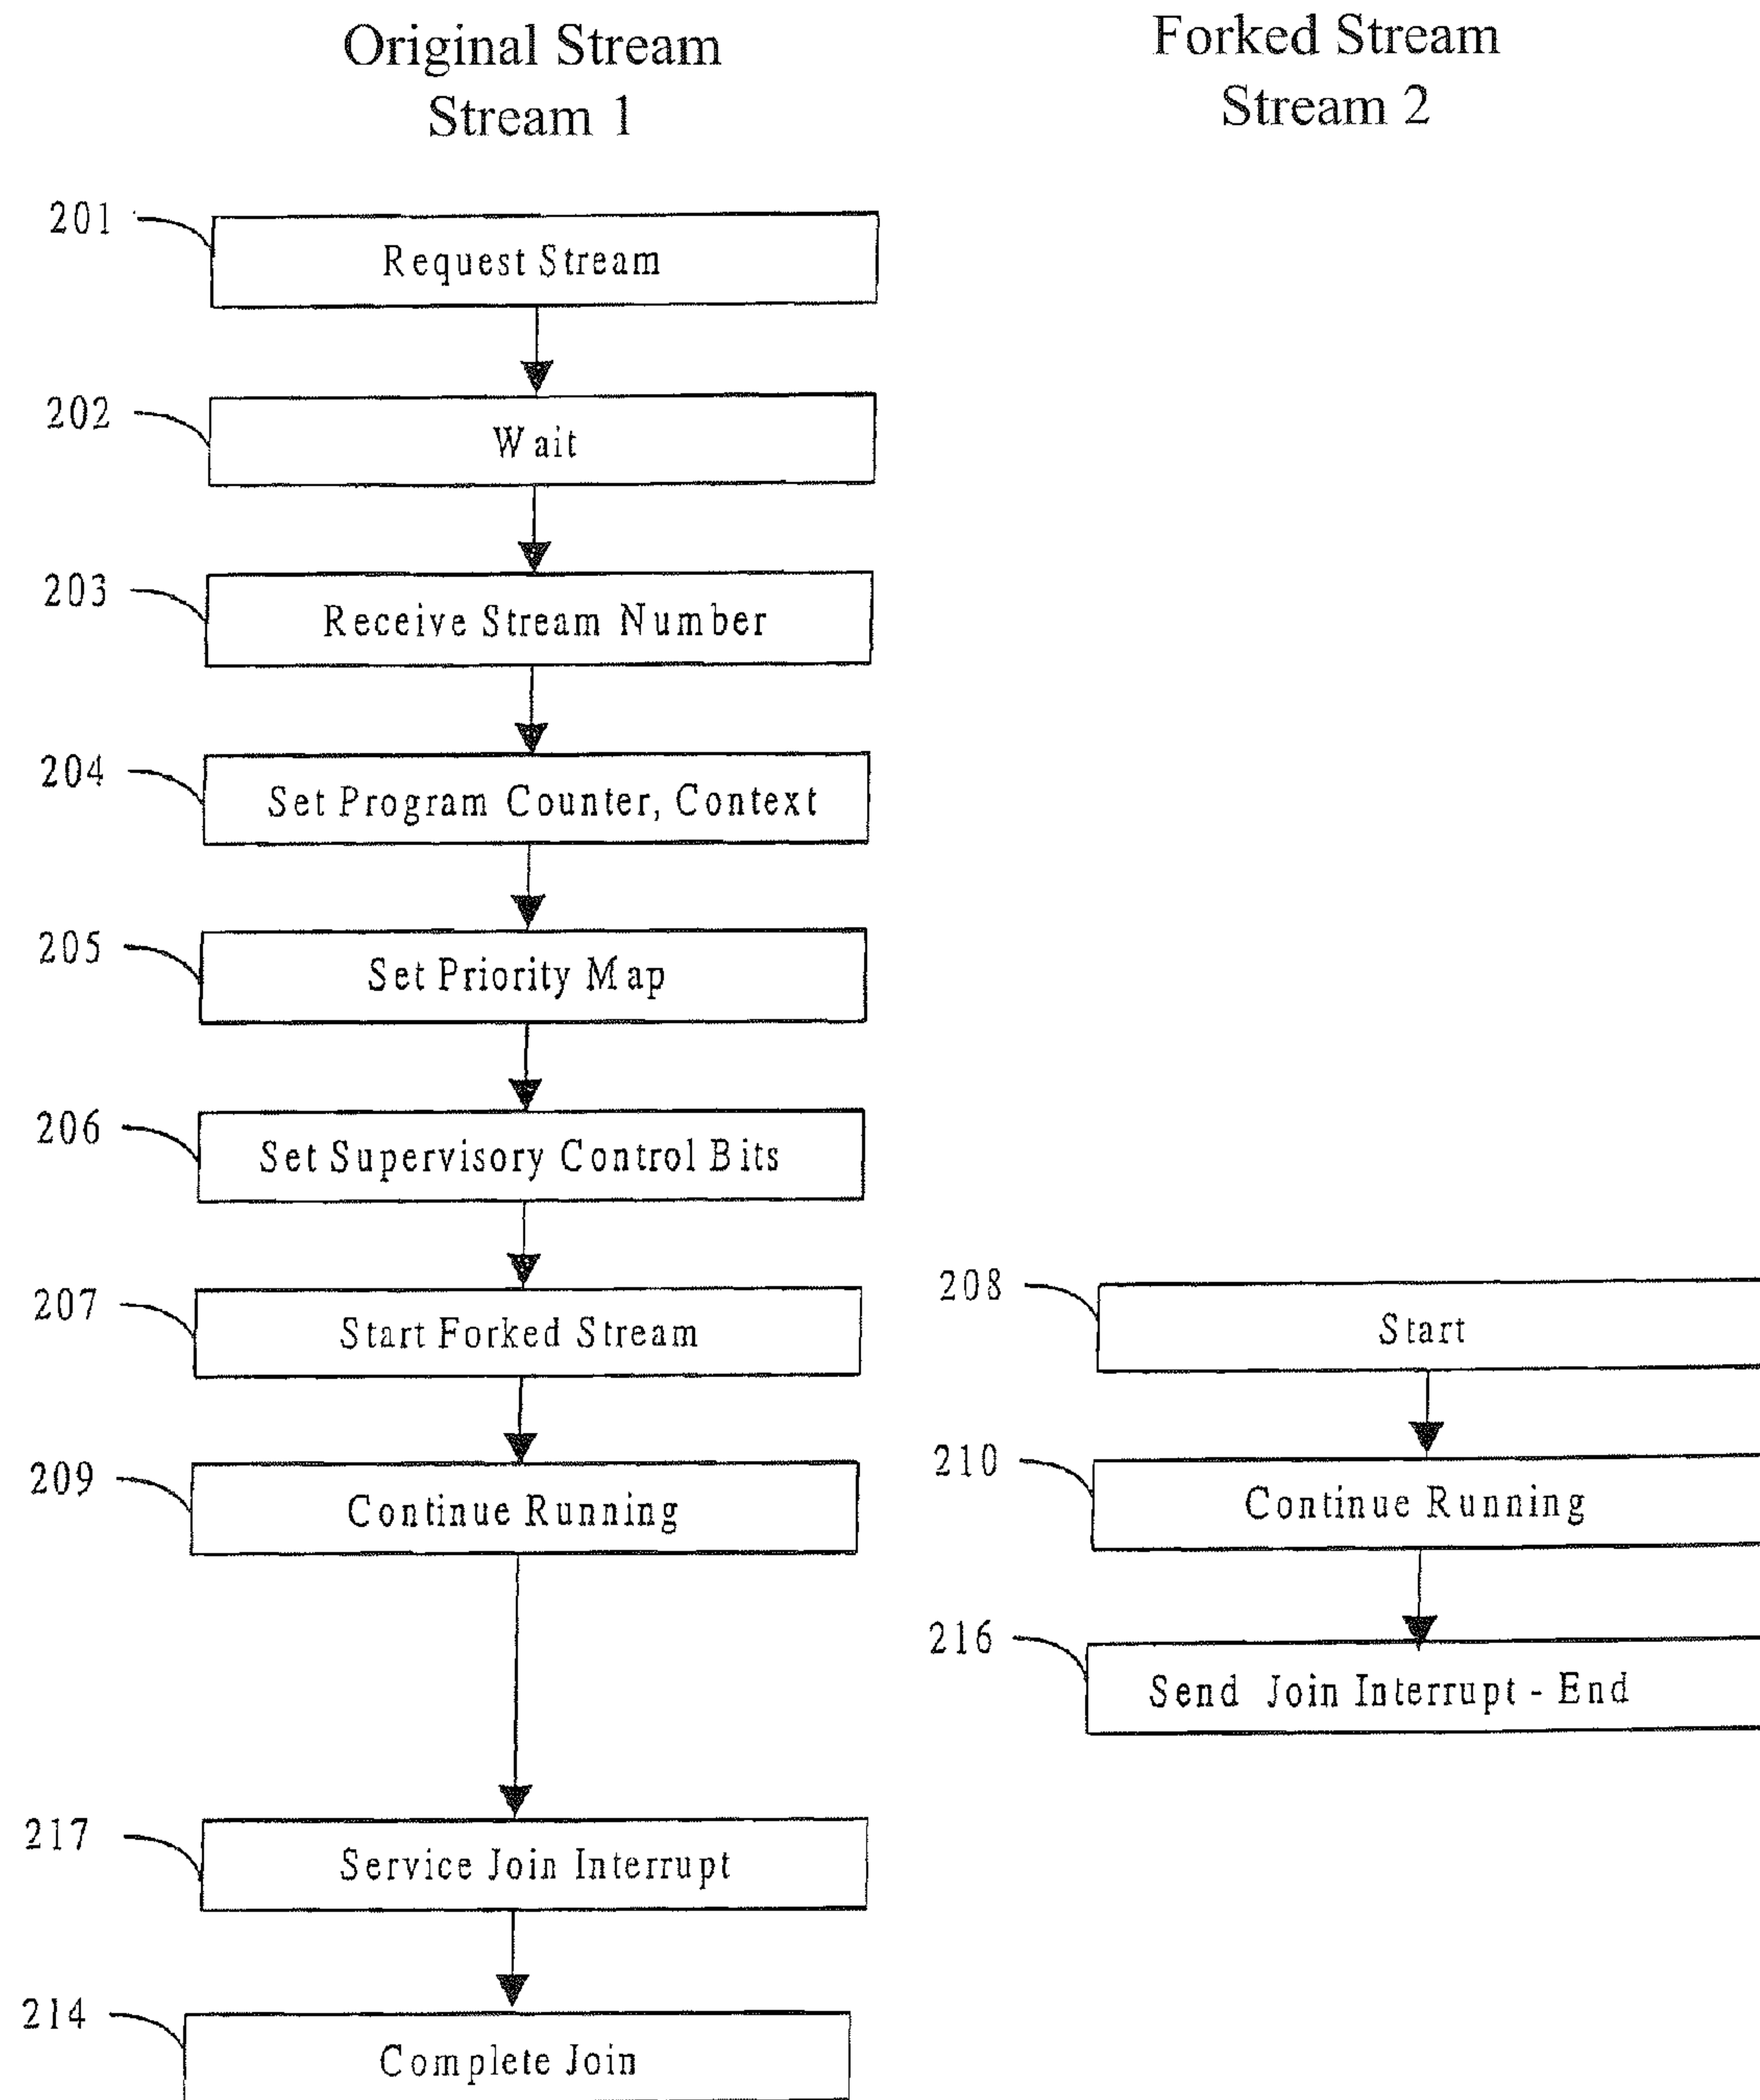 Original Stream
Stream 1
Forked Stream
Stream 2
201
Request Stream
202
Wait
203
Receive Stream Number
204
Set Program Counter, Context
205
Set Priority Map
206
Set Supervisory Control Bits
207
Start Forked Stream
208
Start
209
Continue Running
210
Continue Running
216
Send Join Interrupt - End
217
Service Join Interrupt
214
Complete Join